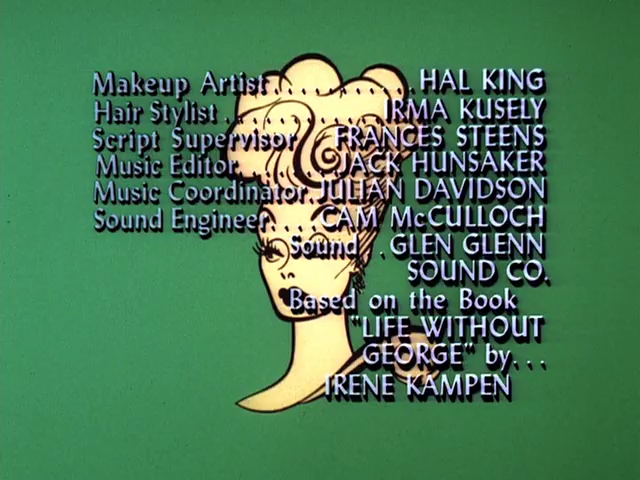 Makeup Artist . . . . . . . . . . HAL KING
Hair Stylist . . . . . . . . . . . IRMA KUSELY
Script Supervisor . . FRANCES STEENS
Music Editor . . . . . . JACK HUNSAKER
Music Coordinator . JULIAN DAVIDSON
Sound Engineer . . . . CAM McCULLOCH
Sound . . GLEN GLENN
SOUND CO.
Based on the Book
"LIFE WITHOUT
GEORGE" by . . .
IRENE KAMPEN